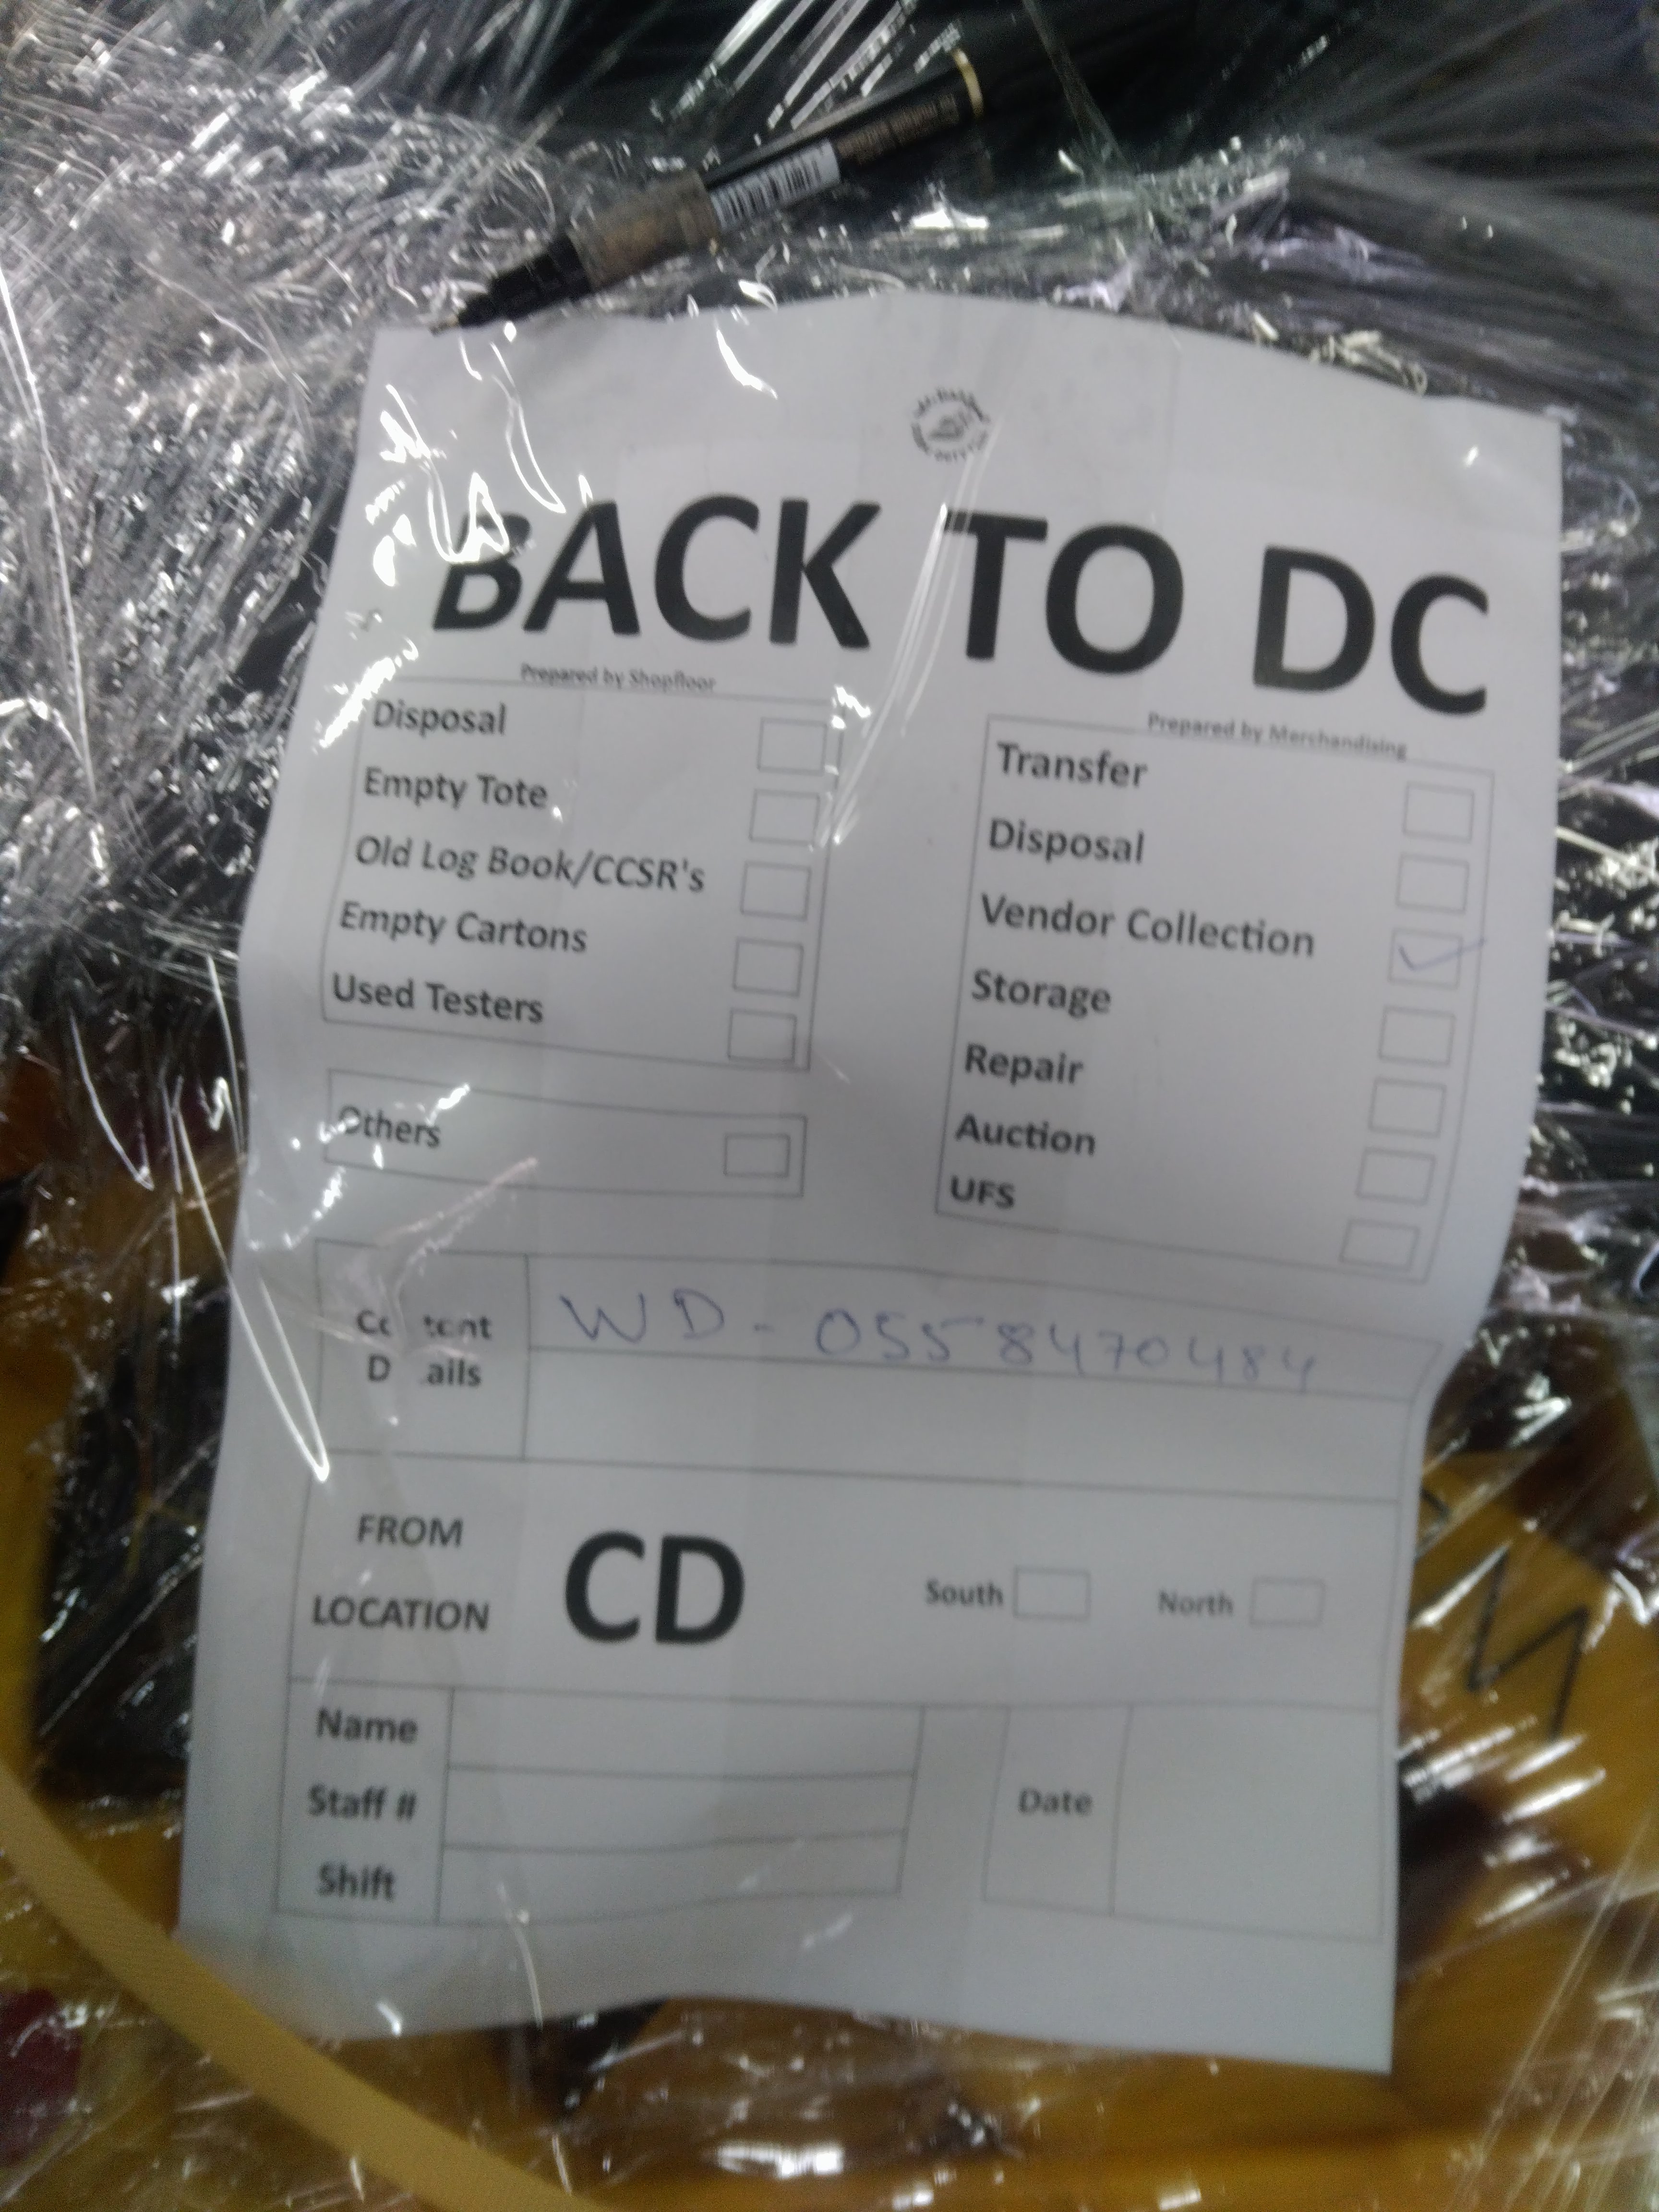 BACK TO DC
Prepared by Shopfloor
Disposal
Empty Tote
Old Log Book/CCSR's
Empty Cartons
Used Testers
Others
Prepared by Merchandising
Transfer
Disposal
Vendor Collection
Storage
Repair
Auction
UFS
Content
Details
WD - 0558470484
FROM
LOCATION
CD
South
North
Name
Staff #
Shift
Date